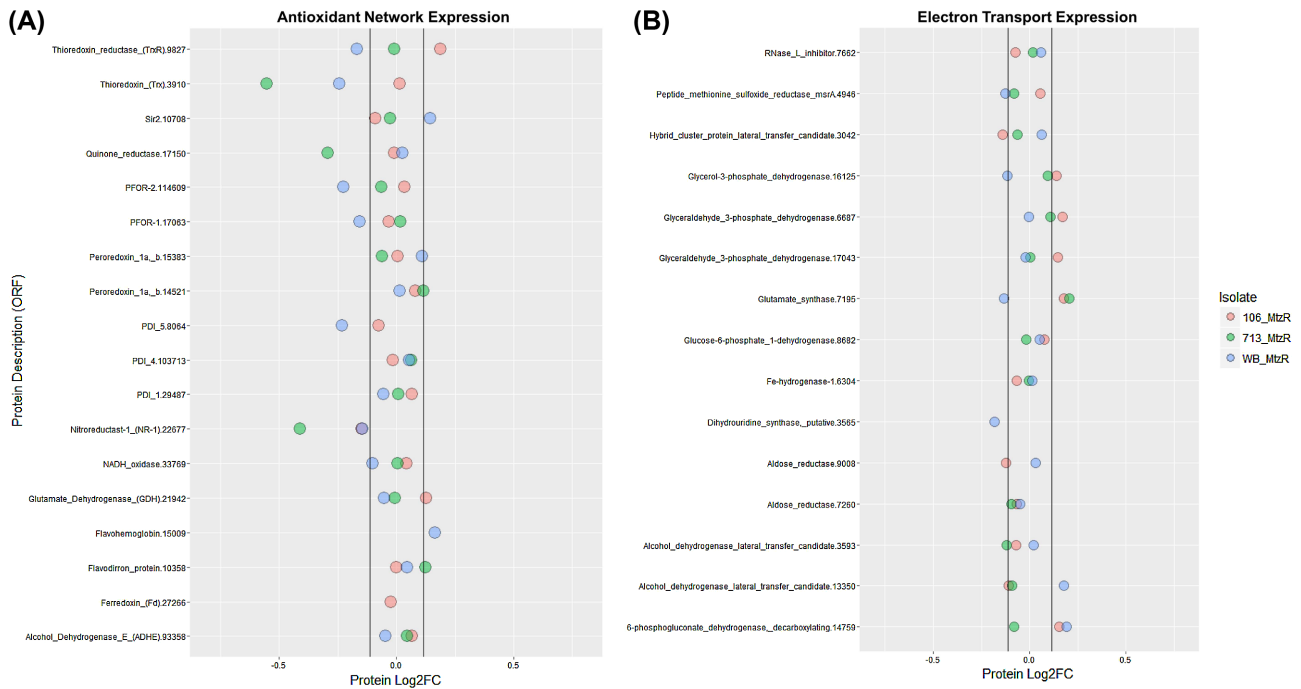 (A)
Antioxidant Network Expression
Protein Description (ORF)
Thioredoxin_reductase_(TrxR).9827
Thioredoxin_(Trx).3910
Sir2.10708
Quinone_reductase.17150
PFOR-2.114609
PFOR-1.17063
Peroredoxin_1a,_b.15383
Peroredoxin_1a,_b.14521
PDI_5.8064
PDI_4.103713
PDI_1.29487
Nitroreductast-1_(NR-1).22677
NADH_oxidase.33769
Glutamate_Dehydrogenase_(GDH).21942
Flavohemoglobin.15009
Flavodirron_protein.10358
Ferredoxin_(Fd).27266
Alcohol_Dehydrogenase_E_(ADHE).93358
-0.5 0.0 0.5
Protein Log2FC
(B)
Electron Transport Expression
RNase_L_inhibitor.7662
Peptide_methionine_sulfoxide_reductase_msrA.4946
Hybrid_cluster_protein_lateral_transfer_candidate.3042
Glycerol-3-phosphate_dehydrogenase.16125
Glyceraldehyde_3-phosphate_dehydrogenase.6687
Glyceraldehyde_3-phosphate_dehydrogenase.17043
Glutamate_synthase.7195
Glucose-6-phosphate_1-dehydrogenase.8682
Fe-hydrogenase-1.6304
Dihydrouridine_synthase,_putative.3565
Aldose_reductase.9008
Aldose_reductase.7260
Alcohol_dehydrogenase_lateral_transfer_candidate.3593
Alcohol_dehydrogenase_lateral_transfer_candidate.13350
6-phosphogluconate_dehydrogenase,_decarboxylating.14759
-0.5 0.0 0.5
Protein Log2FC
Isolate
106_MtzR
713_MtzR
WB_MtzR